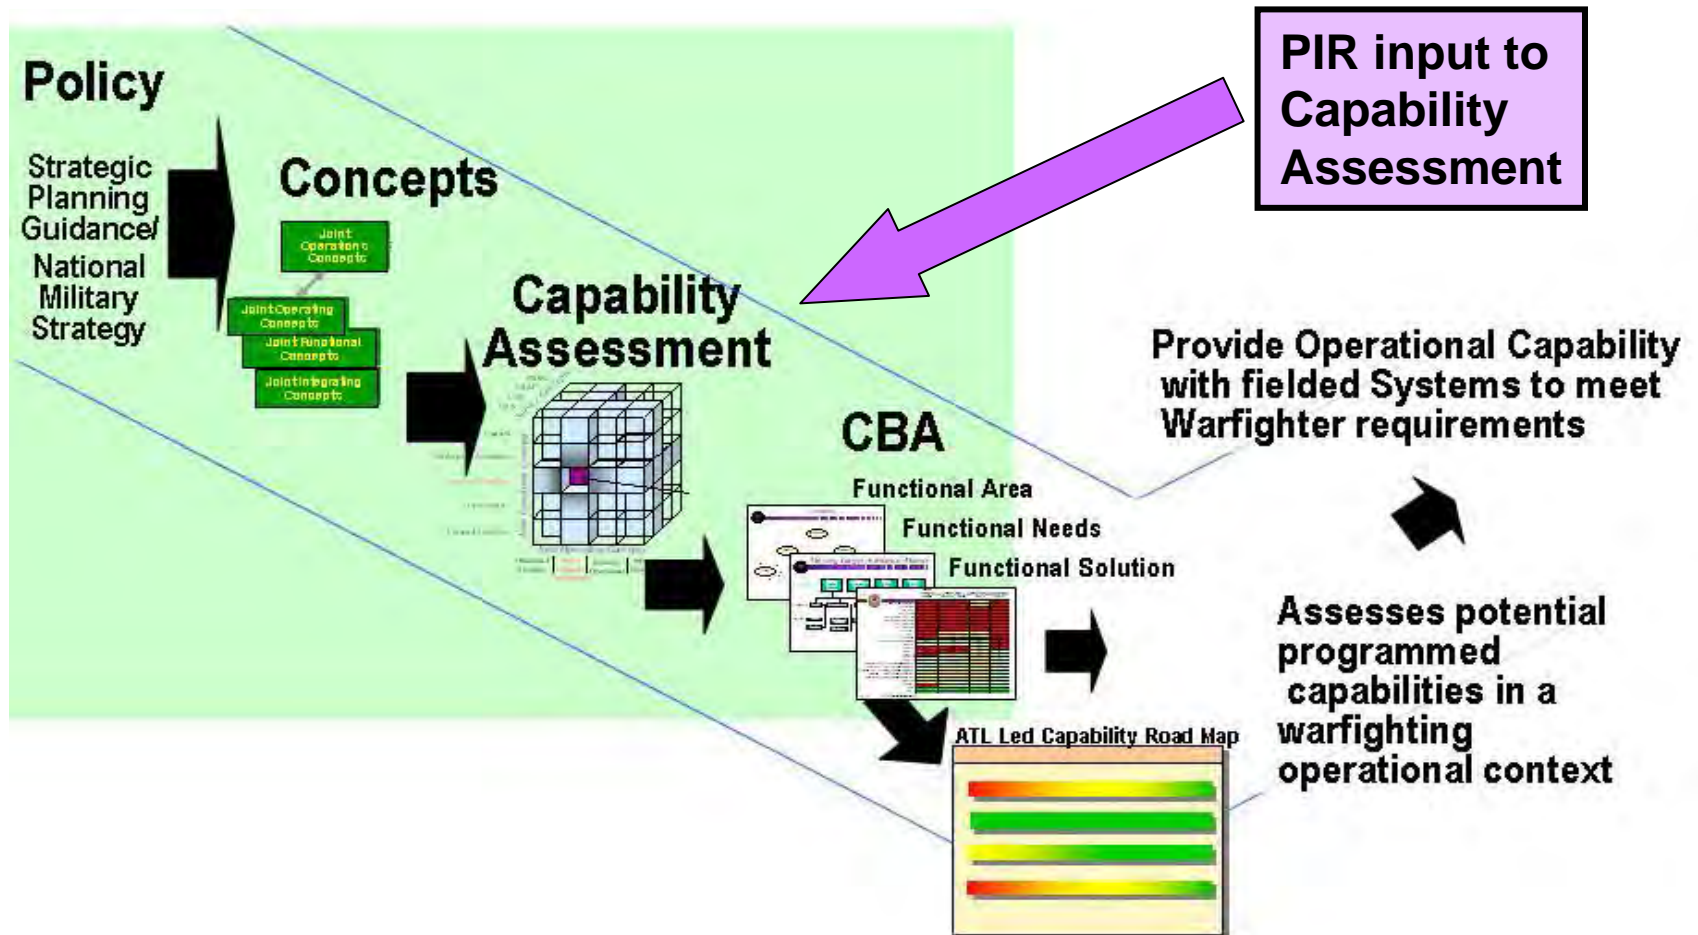 Policy
Strategic
Planning
Guidance/
National
Military
Strategy
Concepts
Joint
Operations
Concepts
Joint Operating
Concepts
Joint Functional
Concepts
Joint Integrating
Concepts
Capability
Assessment
PIR input to
Capability
Assessment
CBA
Functional Area
Functional Needs
Functional Solution
ATL Led Capability Road Map
Provide Operational Capability
with fielded Systems to meet
Warfighter requirements
Assesses potential
programmed
capabilities in a
warfighting
operational context